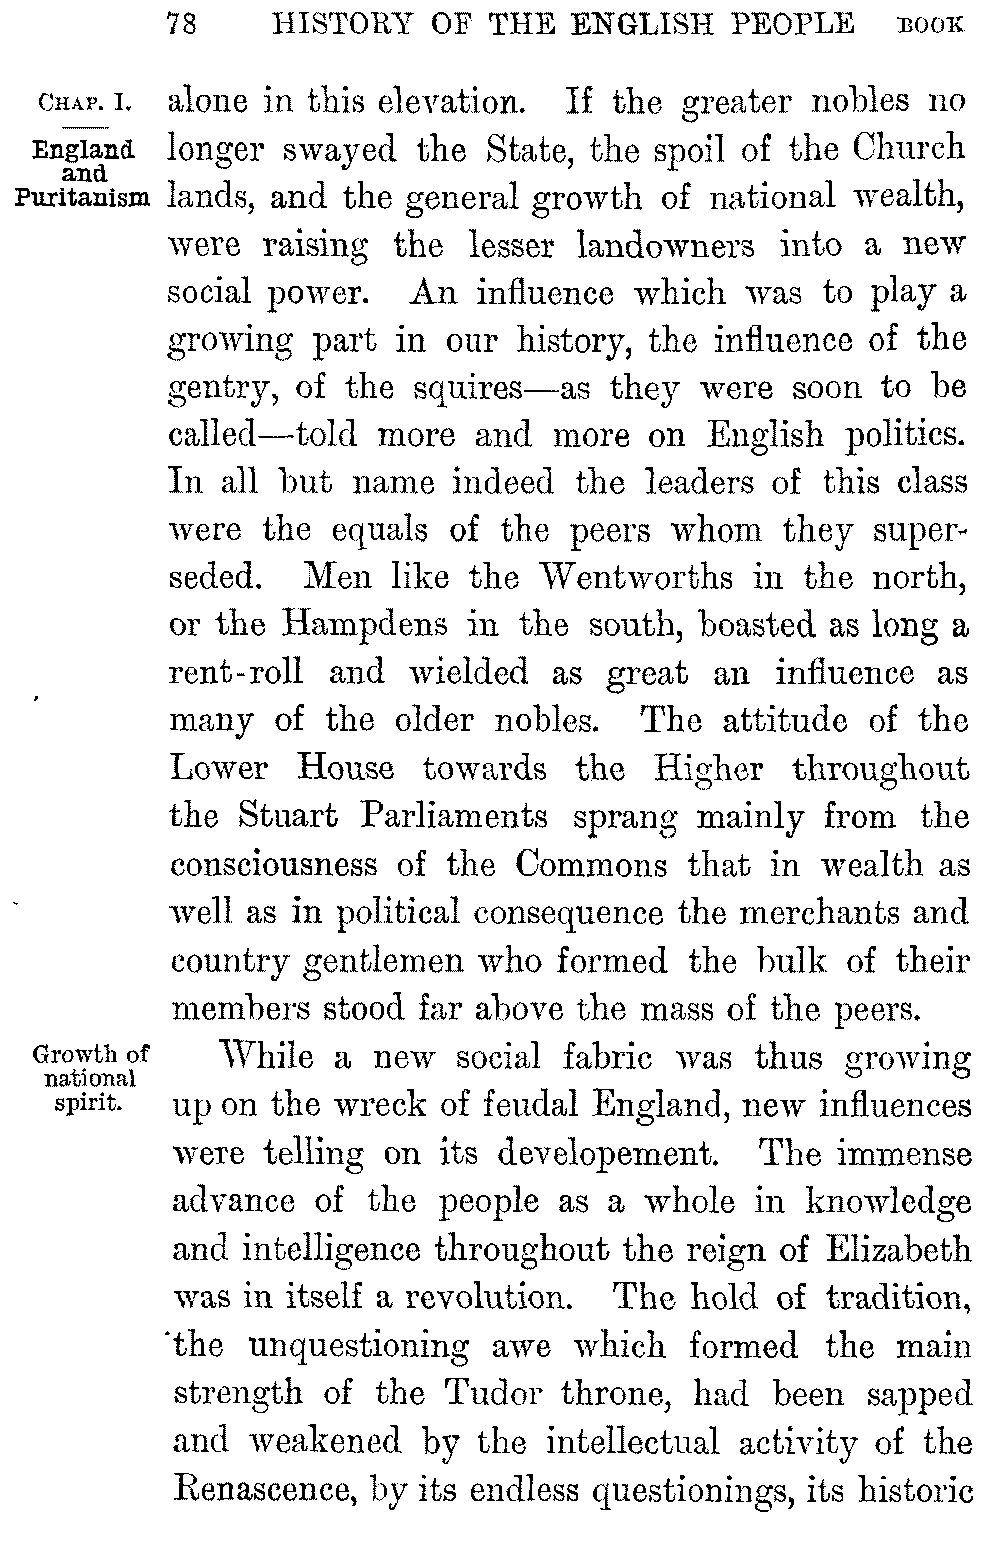 78 HISTORY OF THE ENGLISH PEOPLE BOOK
CHAP. I.
England
and
Puritanism
alone in this elevation. If the greater nobles no
longer swayed the State, the spoil of the Church
lands, and the general growth of national wealth,
were raising the lesser landowners into a new
social power. An influence which was to play a
growing part in our history, the influence of the
gentry, of the squires—as they were soon to be
called—told more and more on English politics.
In all but name indeed the leaders of this class
were the equals of the peers whom they super-
seded. Men like the Wentworths in the north,
or the Hampdens in the south, boasted as long a
rent-roll and wielded as great an influence as
many of the older nobles. The attitude of the
Lower House towards the Higher throughout
the Stuart Parliaments sprang mainly from the
consciousness of the Commons that in wealth as
well as in political consequence the merchants and
country gentlemen who formed the bulk of their
members stood far above the mass of the peers.
Growth of
national
spirit.
While a new social fabric was thus growing
up on the wreck of feudal England, new influences
were telling on its developement. The immense
advance of the people as a whole in knowledge
and intelligence throughout the reign of Elizabeth
was in itself a revolution. The hold of tradition,
the unquestioning awe which formed the main
strength of the Tudor throne, had been sapped
and weakened by the intellectual activity of the
Renascence, by its endless questionings, its historic